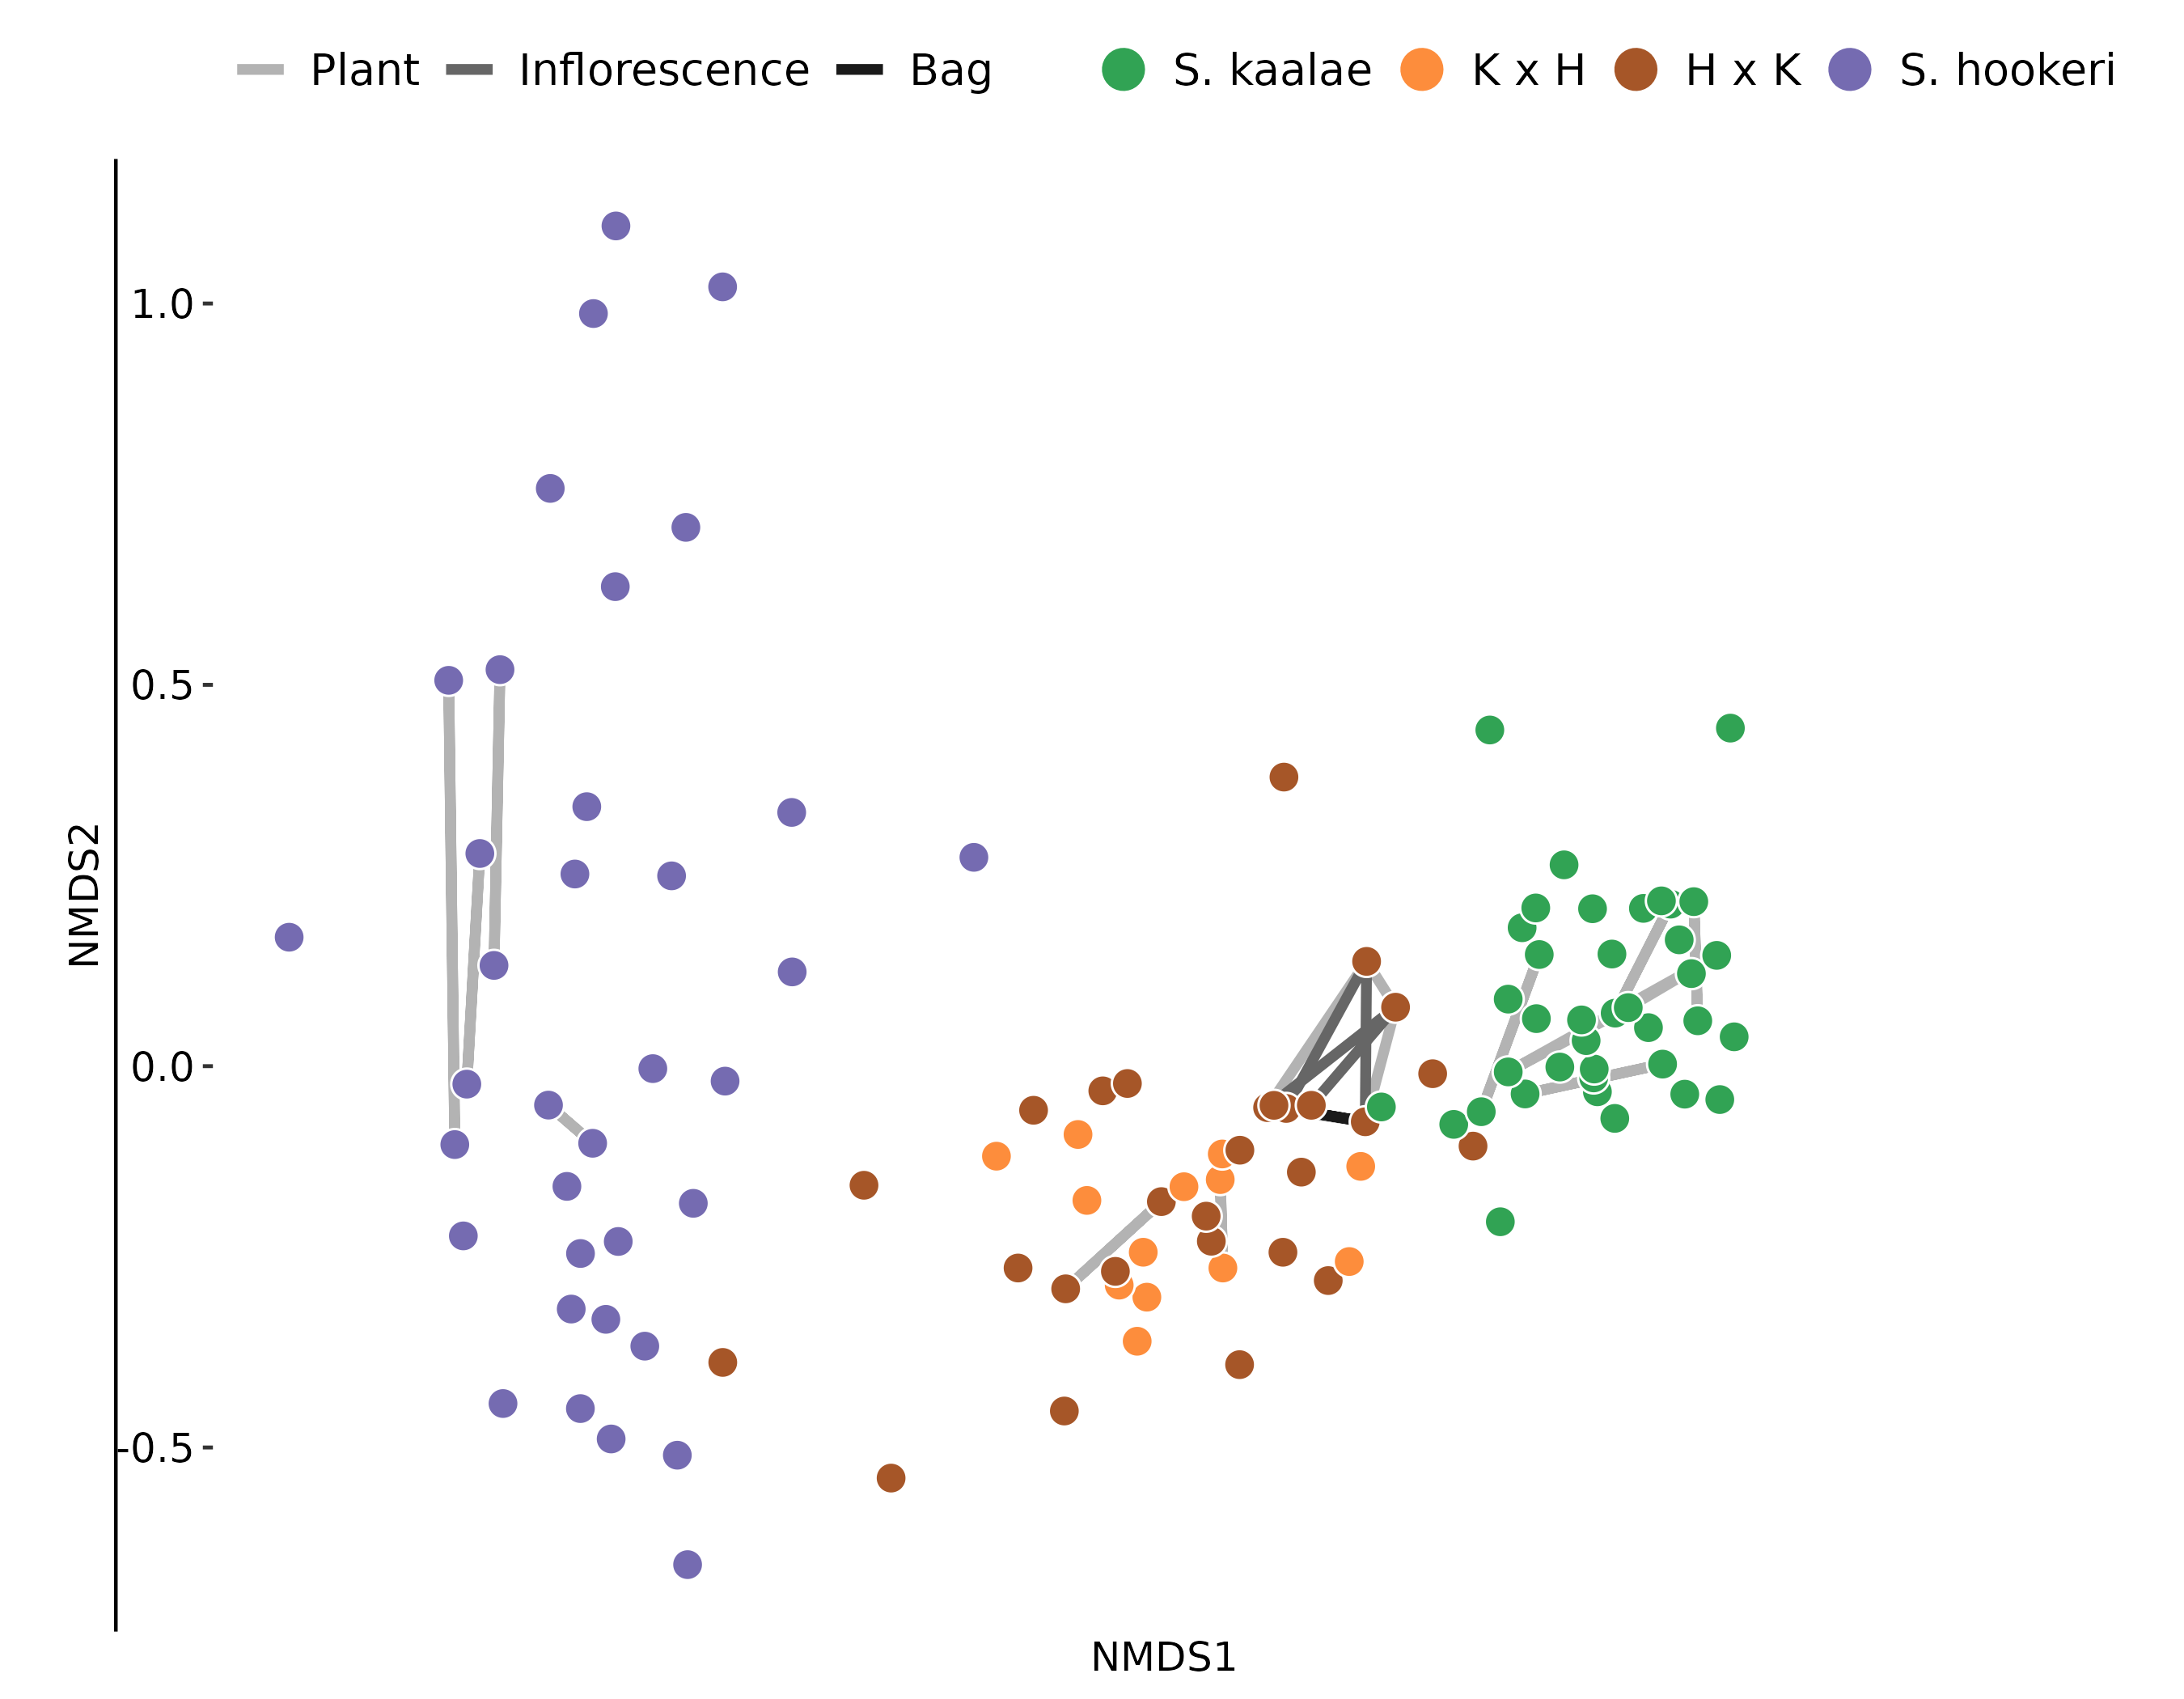 Plant Inflorescence Bag S. kaalae K x H H x K S. hookeri
1.0
0.5
0.0
-0.5
NMDS2
NMDS1